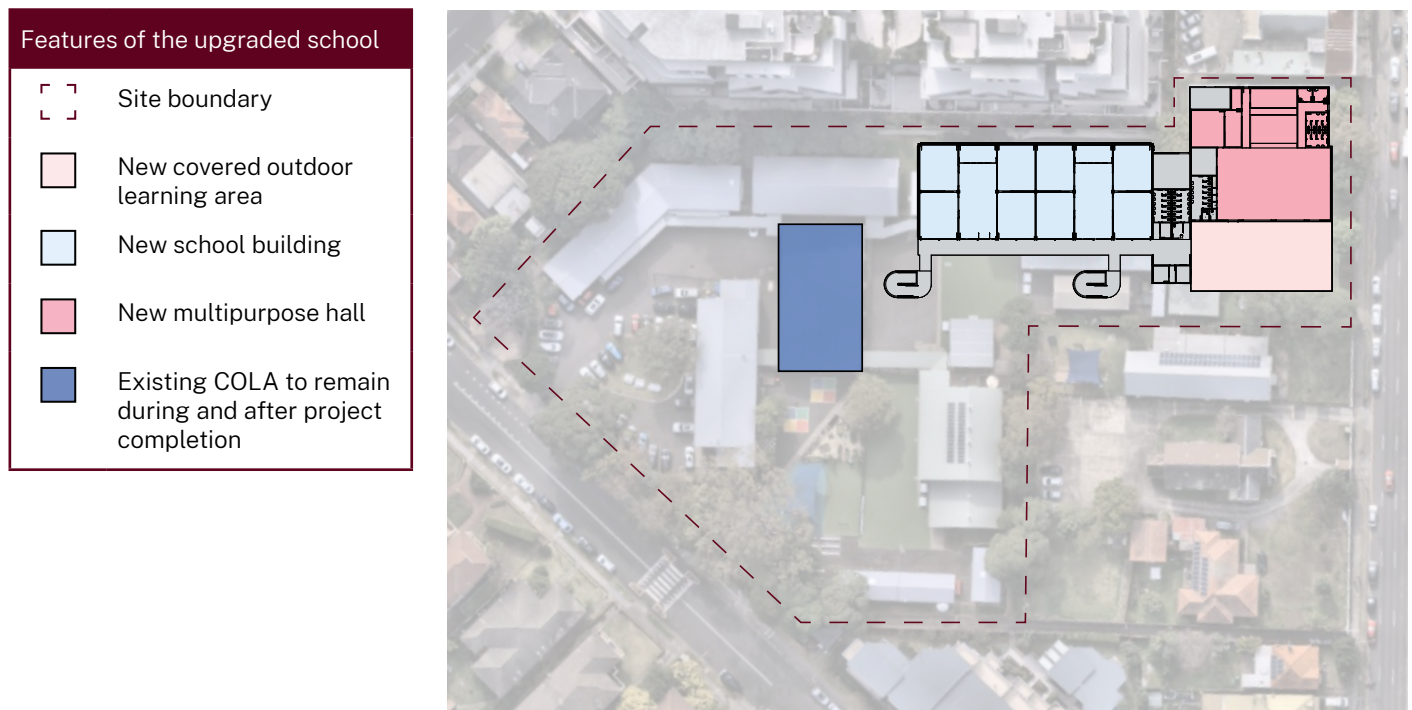 Features of the upgraded school
Site boundary
New covered outdoor
learning area
New school building
New multipurpose hall
Existing COLA to remain
during and after project
completion